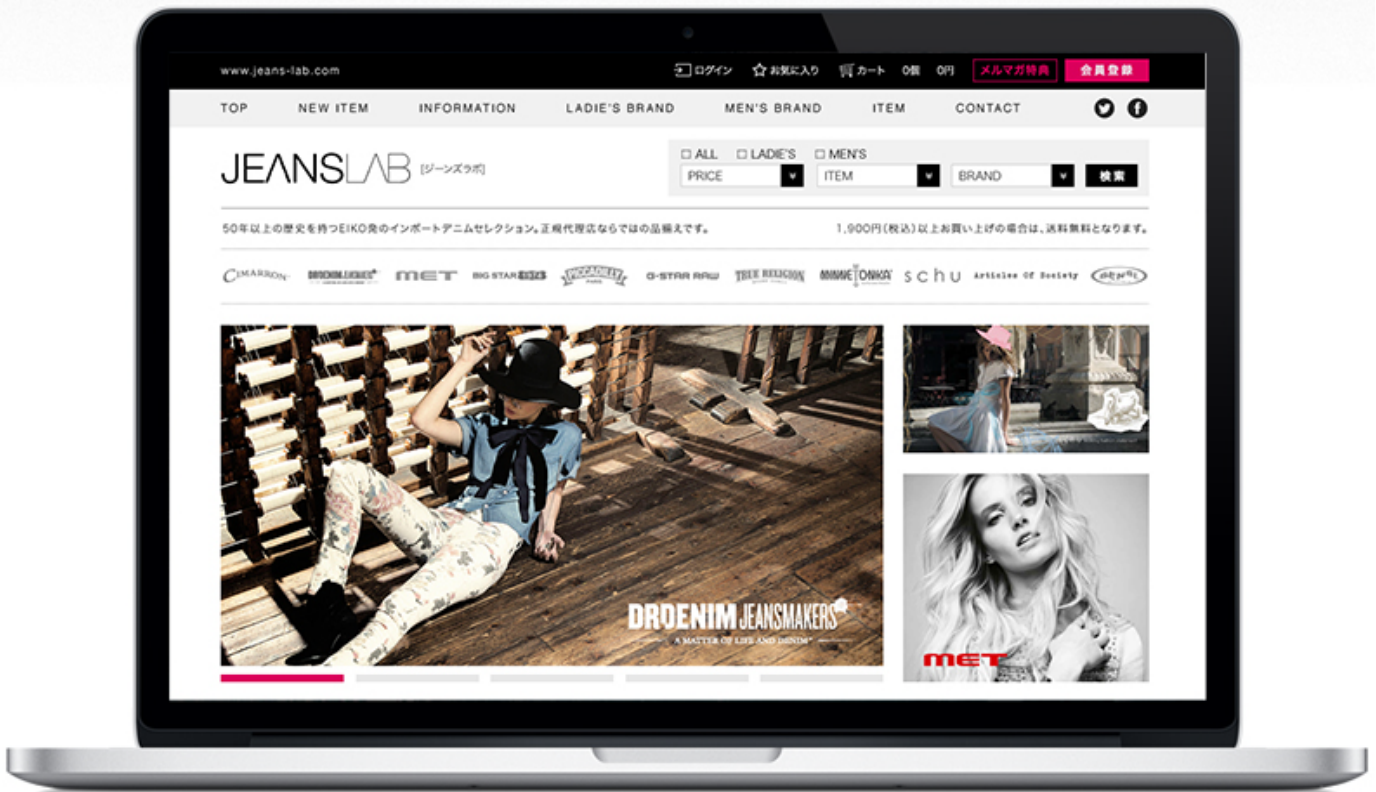 www.jeans-lab.com ログイン お気に入り カート 0個 0円 メルマガ特典 会員登録
TOP NEW ITEM INFORMATION LADIE'S BRAND MEN'S BRAND ITEM CONTACT
ALL LADIE'S MEN'S
JEANSLAB [ジーンズラボ] PRICE ITEM BRAND 検索
50年以上の歴史を持つEIKO発のインポートデニムセレクション。正規代理店ならではの品揃えです。 1,900円(税込)以上お買い上げの場合は、送料無料となります。
CIMARRON DRDENIM JEANSMAKERS MET BIG STAR PICCADILLY PARIS G-STAR RAW TRUE RELIGION MINNETONKA schu Articles Of Society
DRDENIM JEANSMAKERS
A MATTER OF LIFE AND DENIM
MET